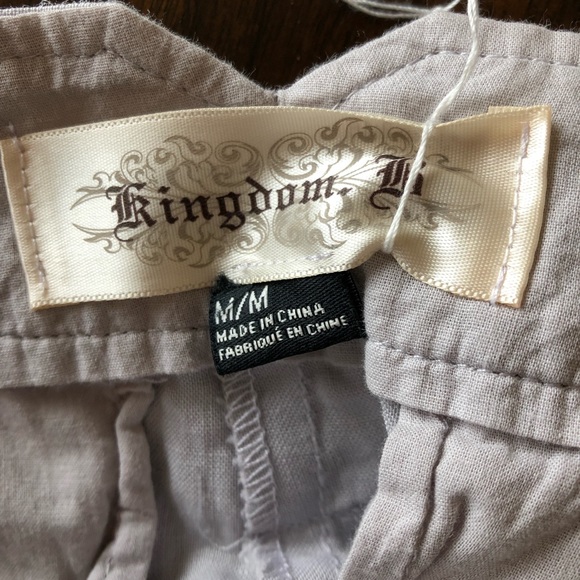 Kingdom. K
M/M
MADE IN CHINA
FABRIQUÉ EN CHINE